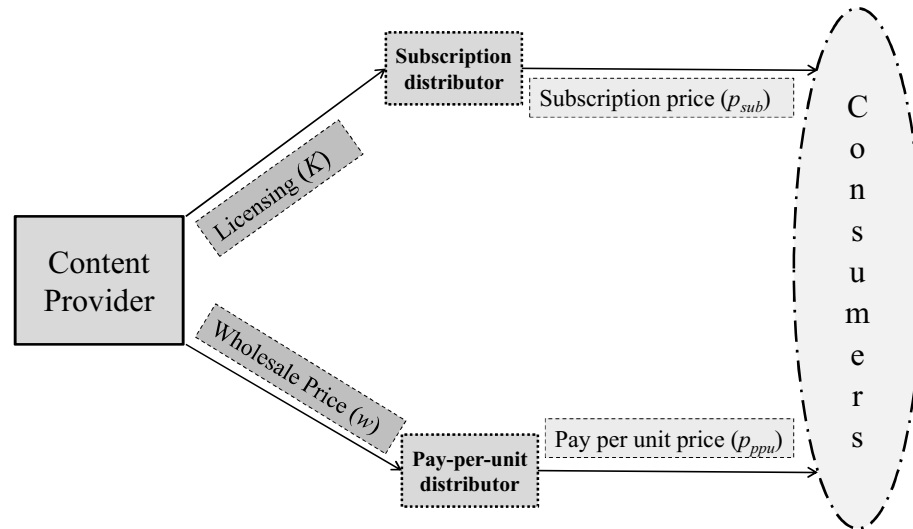 Content
Provider
Licensing (K)
Wholesale Price (w)
Subscription
distributor
Subscription price (p_sub)
Pay-per-unit
distributor
Pay per unit price (p_ppu)
Consumers